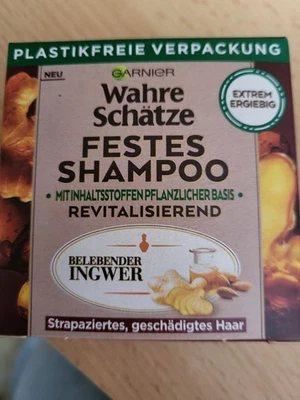 PLASTIKFREIE VERPACKUNG
NEU
GARNIER
EXTREM
ERGIEBIG
Wahre
Schätze
FESTES
SHAMPOO
• MIT INHALTSSTOFFEN PFLANZLICHER BASIS •
REVITALISIEREND
BELEBENDER
INGWER
Strapaziertes, geschädigtes Haar